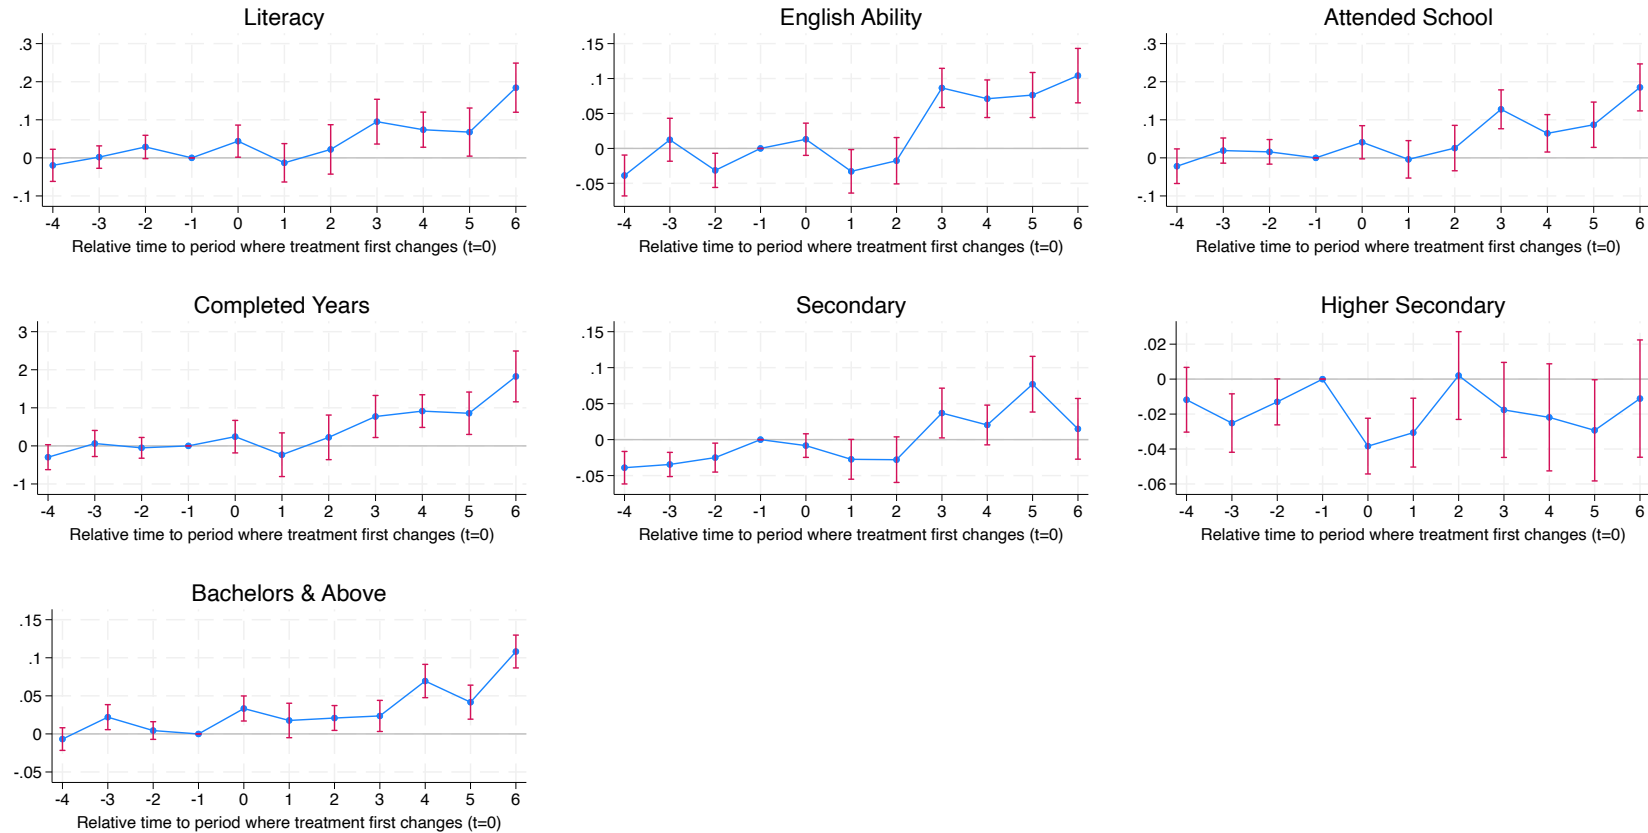 Literacy
.3
.2
.1
0
-.1
-4 -3 -2 -1 0 1 2 3 4 5 6
Relative time to period where treatment first changes (t=0)
English Ability
.15
.1
.05
0
-.05
-4 -3 -2 -1 0 1 2 3 4 5 6
Relative time to period where treatment first changes (t=0)
Attended School
.3
.2
.1
0
-.1
-4 -3 -2 -1 0 1 2 3 4 5 6
Relative time to period where treatment first changes (t=0)
Completed Years
3
2
1
0
-1
-4 -3 -2 -1 0 1 2 3 4 5 6
Relative time to period where treatment first changes (t=0)
Secondary
.15
.1
.05
0
-.05
-4 -3 -2 -1 0 1 2 3 4 5 6
Relative time to period where treatment first changes (t=0)
Higher Secondary
.02
0
-.02
-.04
-.06
-4 -3 -2 -1 0 1 2 3 4 5 6
Relative time to period where treatment first changes (t=0)
Bachelors & Above
.15
.1
.05
0
-.05
-4 -3 -2 -1 0 1 2 3 4 5 6
Relative time to period where treatment first changes (t=0)